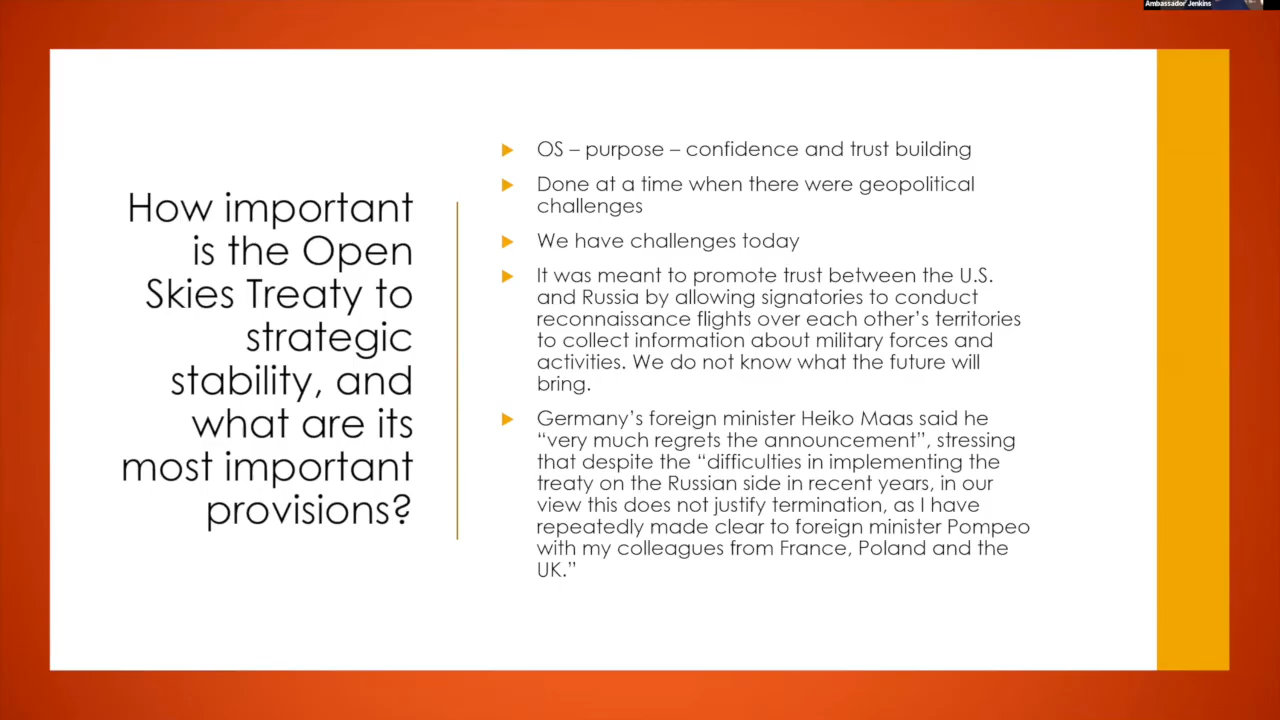 Ambassador Jenkins
How important
is the Open
Skies Treaty to
strategic
stability, and
what are its
most important
provisions?
OS – purpose – confidence and trust building
Done at a time when there were geopolitical
challenges
We have challenges today
It was meant to promote trust between the U.S.
and Russia by allowing signatories to conduct
reconnaissance flights over each other’s territories
to collect information about military forces and
activities. We do not know what the future will
bring.
Germany’s foreign minister Heiko Maas said he
“very much regrets the announcement”, stressing
that despite the “difficulties in implementing the
treaty on the Russian side in recent years, in our
view this does not justify termination, as I have
repeatedly made clear to foreign minister Pompeo
with my colleagues from France, Poland and the
UK.”